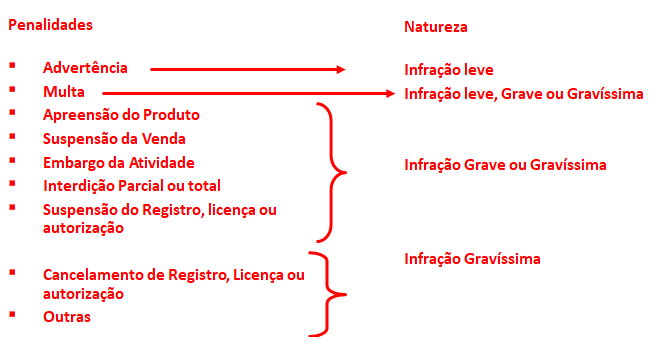 Penalidades
Natureza
▪ Advertência
Infração leve
▪ Multa
Infração leve, Grave ou Gravíssima
▪ Apreensão do Produto
▪ Suspensão da Venda
▪ Embargo da Atividade
Infração Grave ou Gravíssima
▪ Interdição Parcial ou total
▪ Suspensão do Registro, licença ou
autorização
Infração Gravíssima
▪ Cancelamento de Registro, Licença ou
autorização
▪ Outras